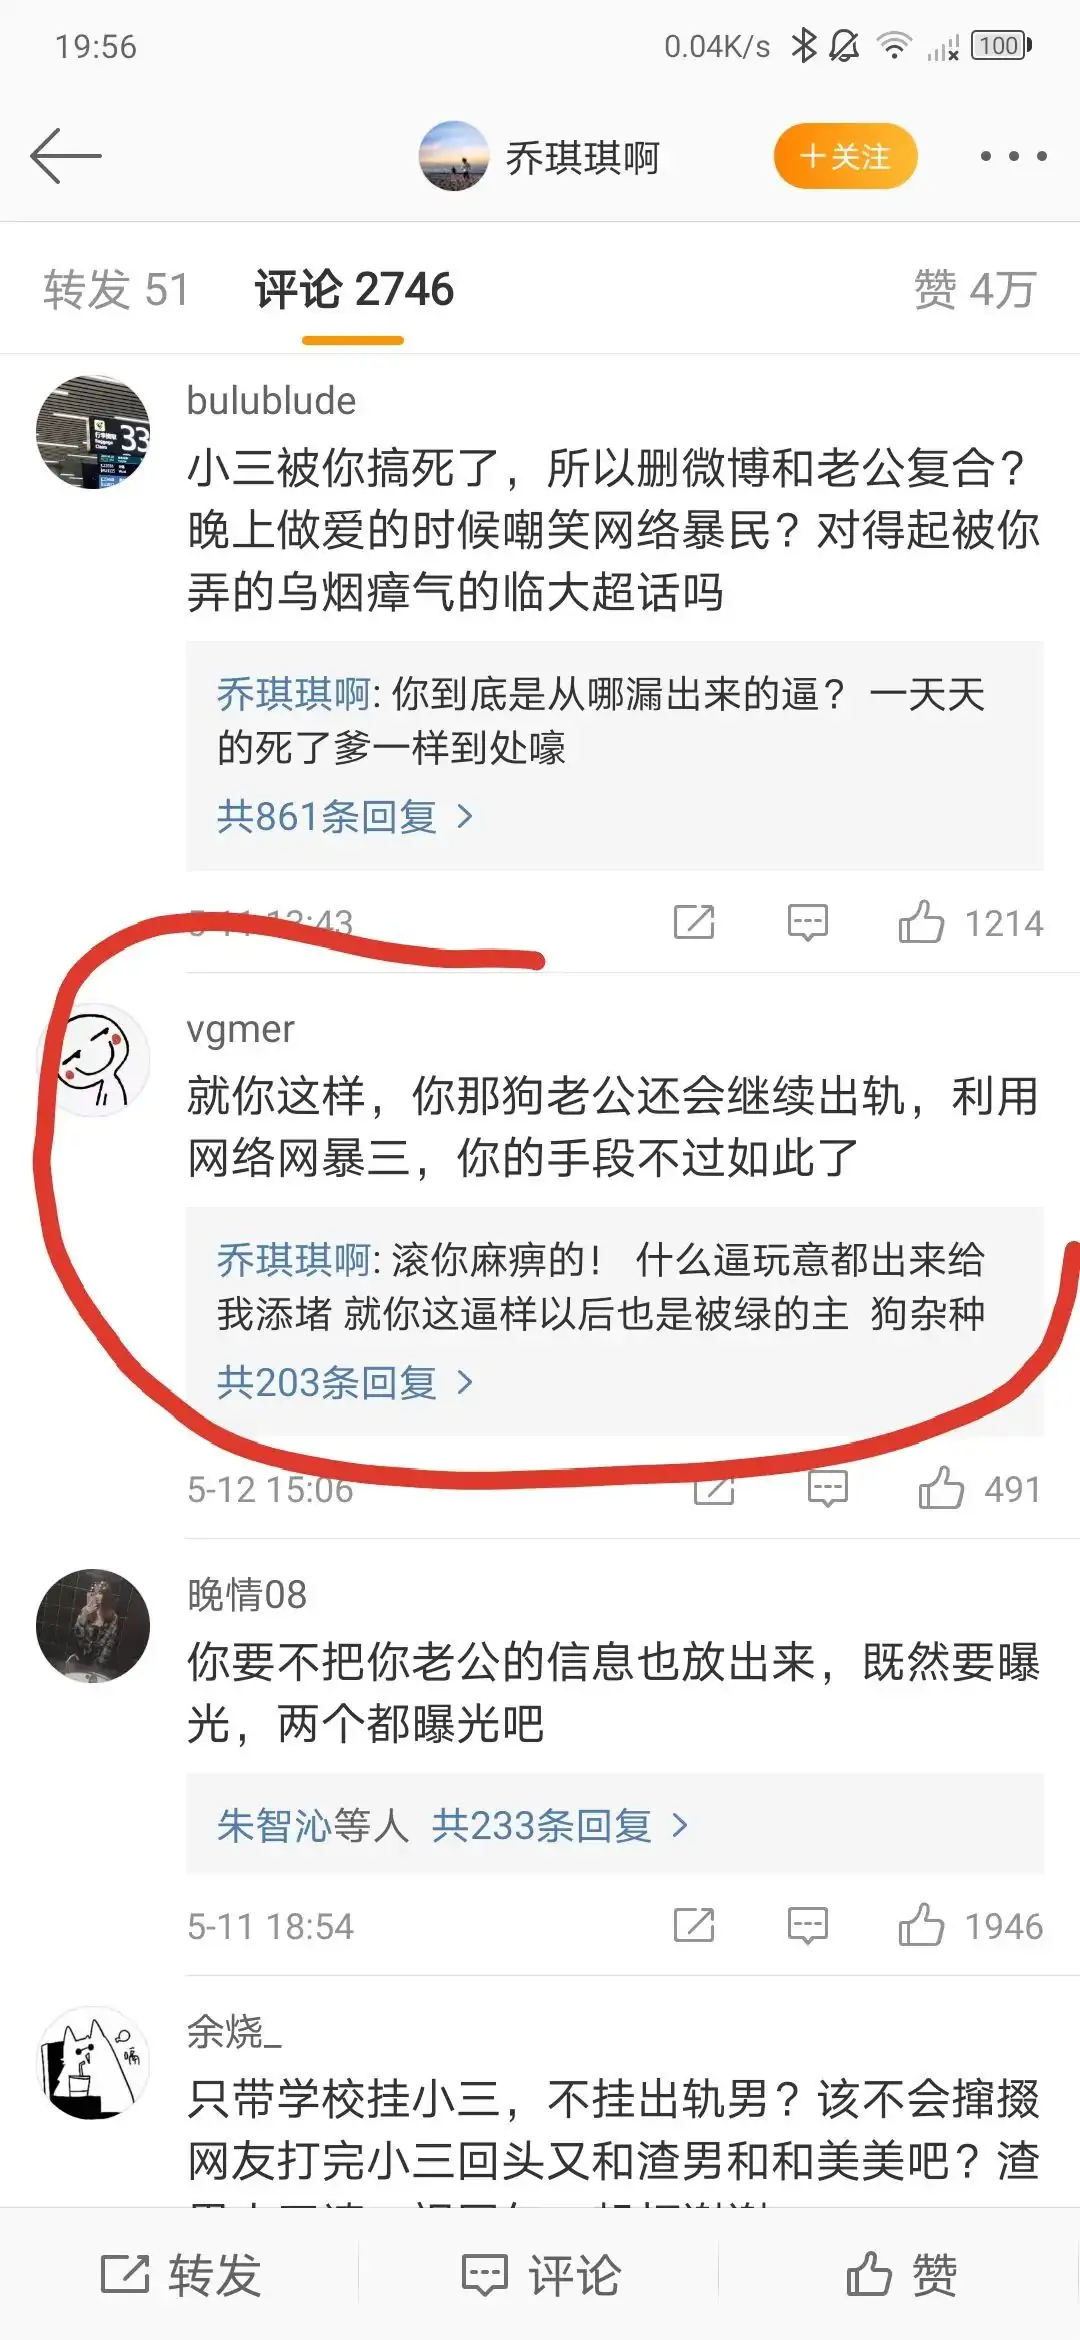 19:56
0.04K/s
100
乔琪琪啊
+关注
转发 51
评论 2746
赞 4万
bulublude
小三被你搞死了，所以删微博和老公复合？
晚上做爱的时候嘲笑网络暴民？对得起被你
弄的乌烟瘴气的临大超话吗
乔琪琪啊: 你到底是从哪漏出来的逼？ 一天天
的死了爹一样到处嚎
共861条回复
5-11 13:43
1214
vgmer
就你这样，你那狗老公还会继续出轨，利用
网络网暴三，你的手段不过如此了
乔琪琪啊: 滚你麻痹的！ 什么逼玩意都出来给
我添堵 就你这逼样以后也是被绿的主 狗杂种
共203条回复
5-12 15:06
491
晚情08
你要不把你老公的信息也放出来，既然要曝
光，两个都曝光吧
朱智沁等人 共233条回复
5-11 18:54
1946
余烧_
只带学校挂小三，不挂出轨男？该不会撺掇
网友打完小三回头又和渣男和和美美吧？渣
转发
评论
赞